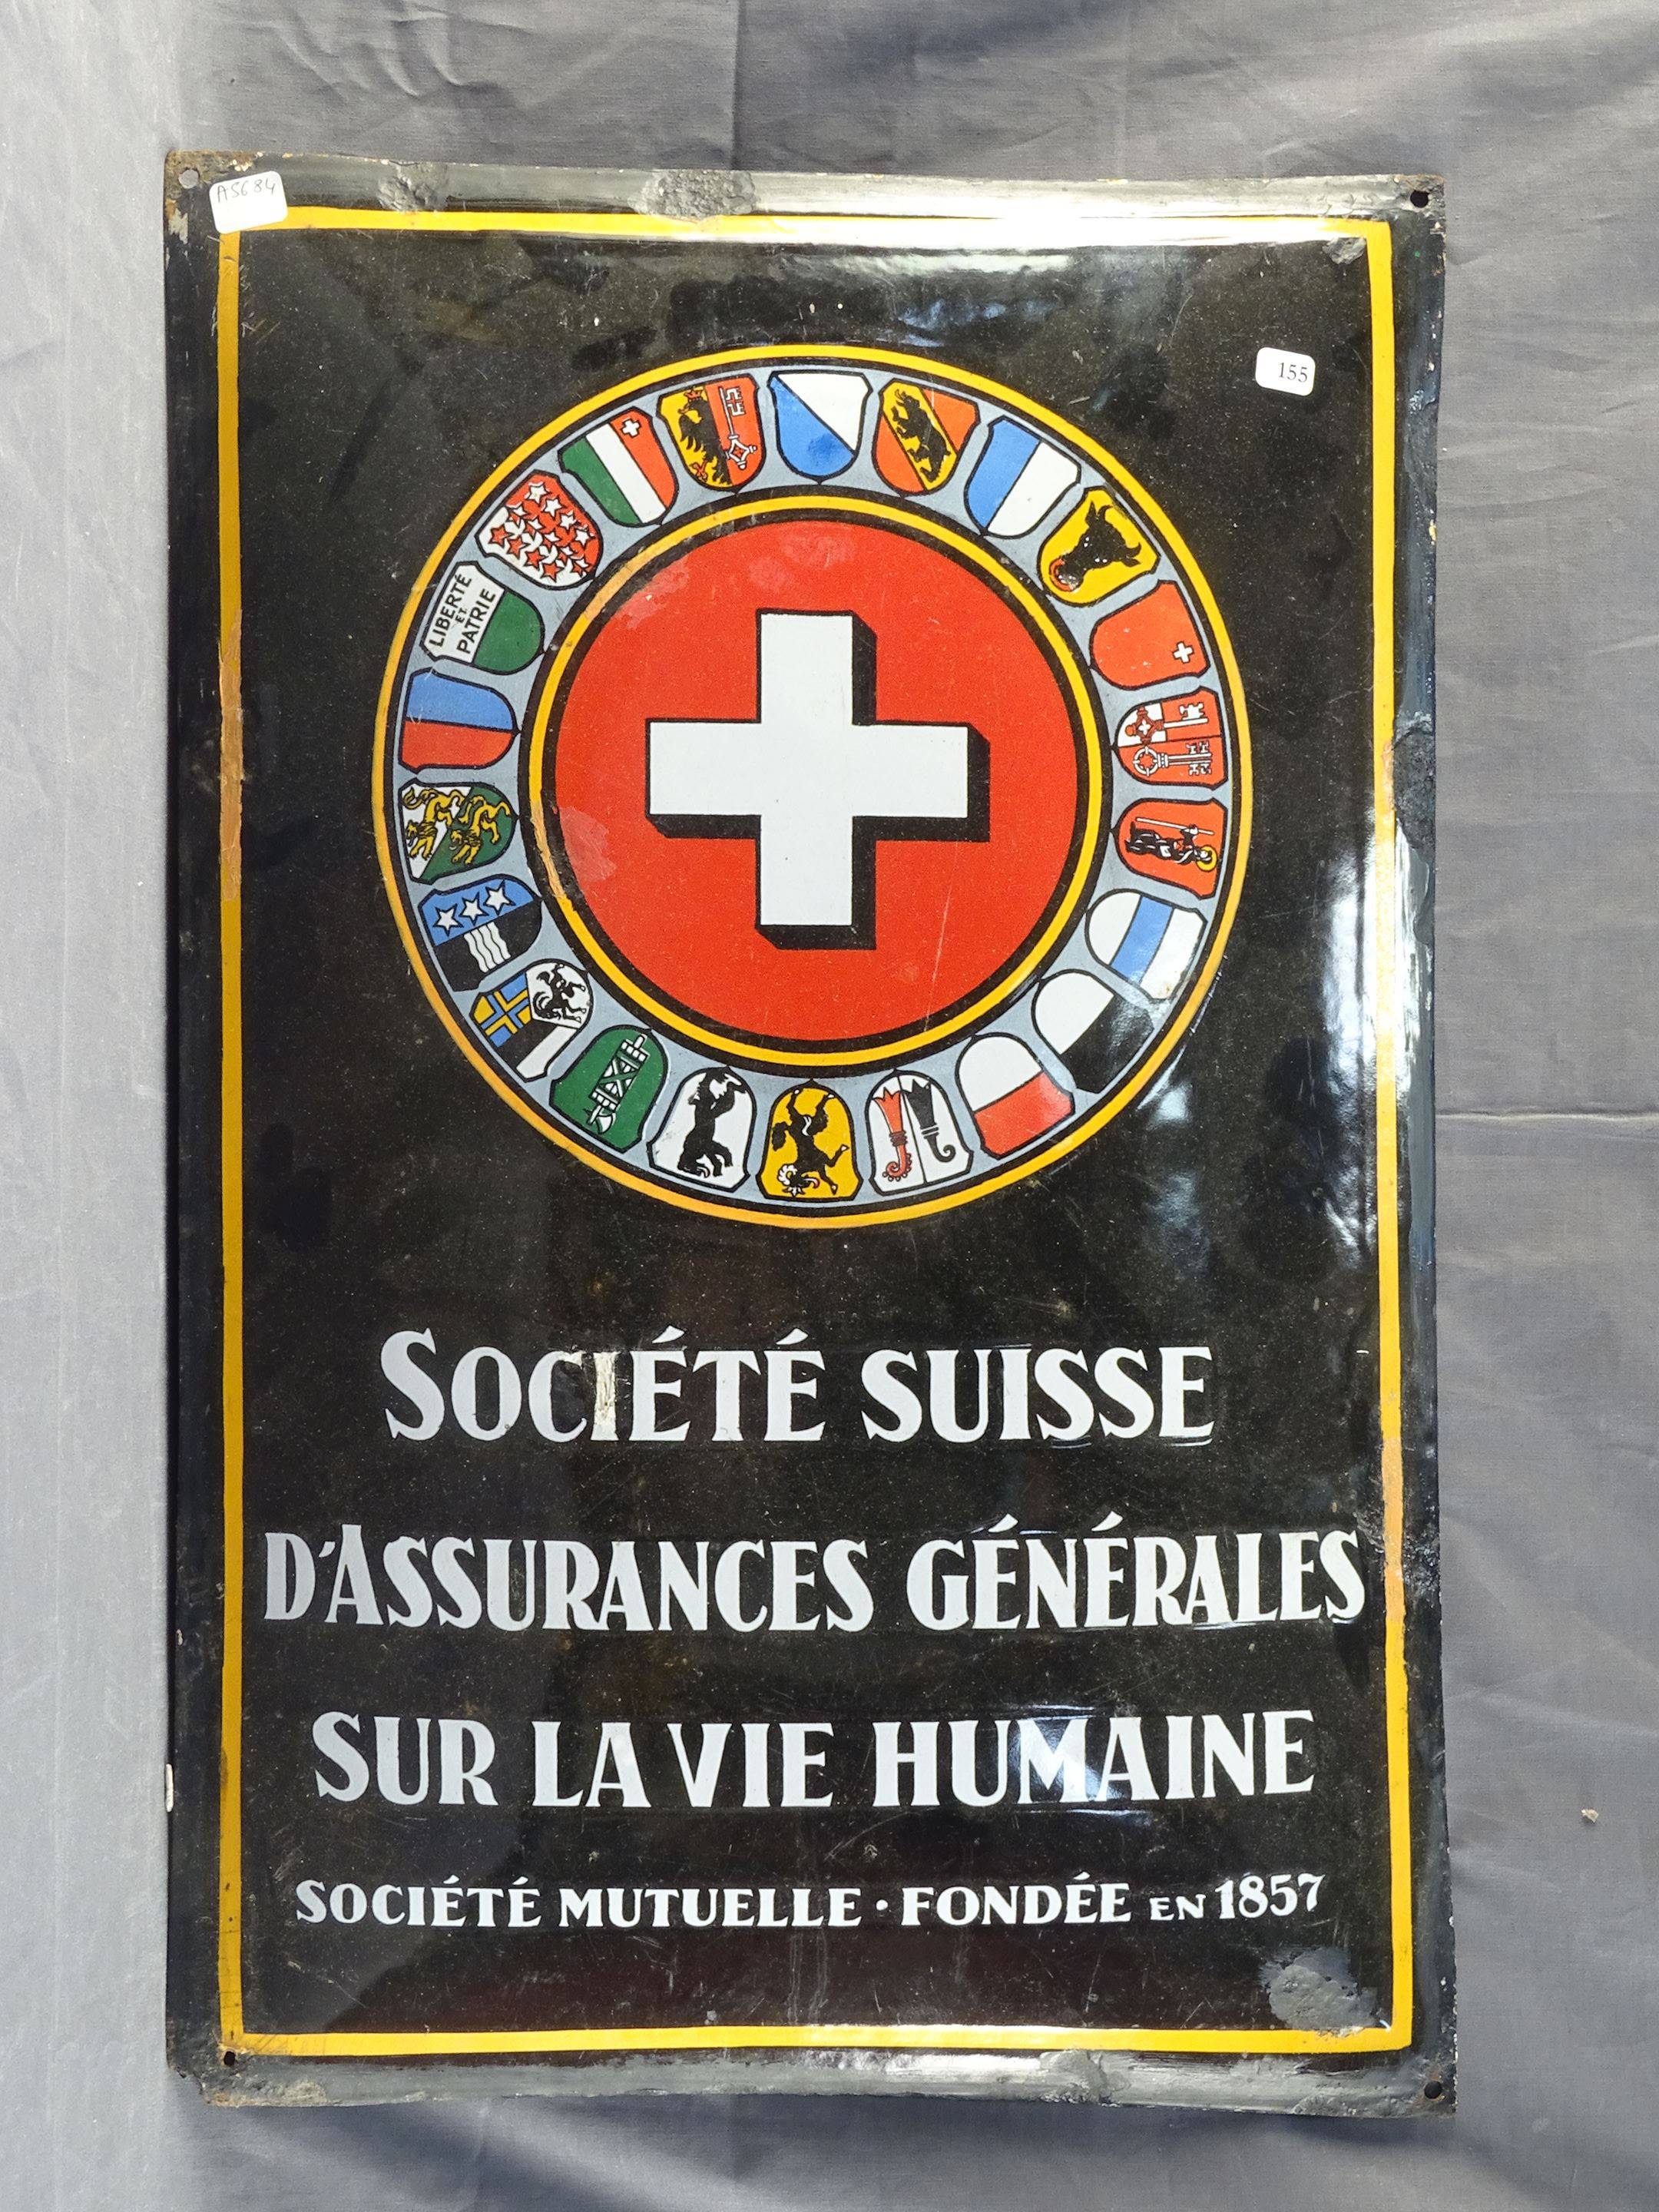 A5684
155
LIBERTÉ
ET
PATRIE
SOCIÉTÉ SUISSE
D'ASSURANCES GÉNÉRALES
SUR LA VIE HUMAINE
SOCIÉTÉ MUTUELLE · FONDÉE EN 1857